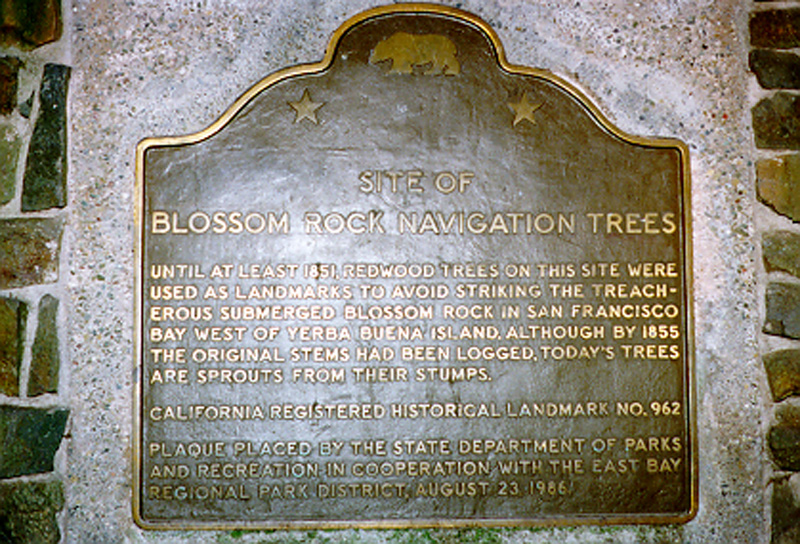 SITE OF
BLOSSOM ROCK NAVIGATION TREES
UNTIL AT LEAST 1851, REDWOOD TREES ON THIS SITE WERE
USED AS LANDMARKS TO AVOID STRIKING THE TREACH-
EROUS SUBMERGED BLOSSOM ROCK IN SAN FRANCISCO
BAY WEST OF YERBA BUENA ISLAND. ALTHOUGH BY 1855
THE ORIGINAL STEMS HAD BEEN LOGGED, TODAY'S TREES
ARE SPROUTS FROM THEIR STUMPS.
CALIFORNIA REGISTERED HISTORICAL LANDMARK NO. 962
PLAQUE PLACED BY THE STATE DEPARTMENT OF PARKS
AND RECREATION IN COOPERATION WITH THE EAST BAY
REGIONAL PARK DISTRICT, AUGUST 23, 1986.